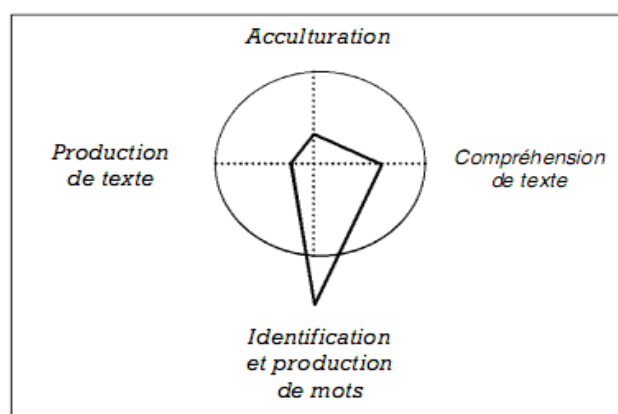 Acculturation
Production
de texte
Compréhension
de texte
Identification
et production
de mots